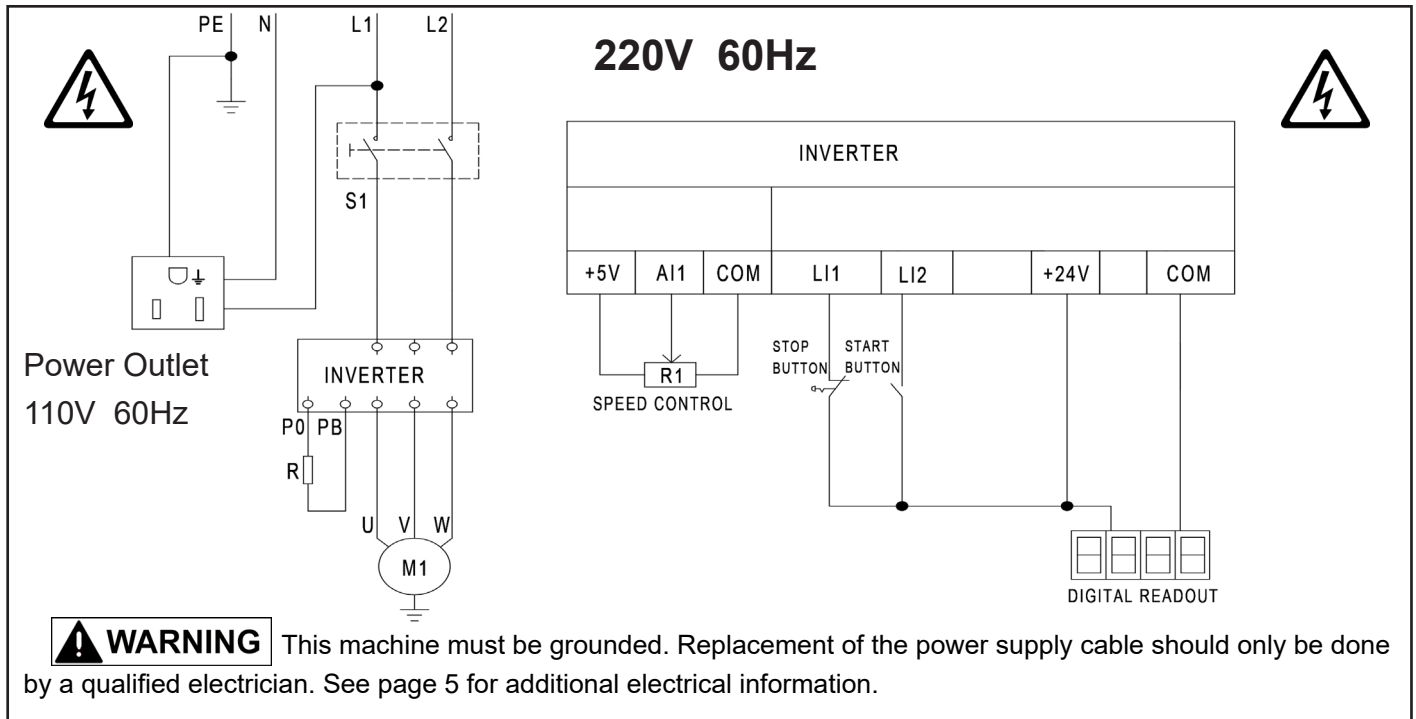 PE N L1 L2
220V 60Hz
S1
Power Outlet
110V 60Hz
INVERTER
P0 PB
R
U V W
M1
INVERTER
+5V AI1 COM LI1 LI2 +24V COM
R1
SPEED CONTROL
STOP
BUTTON
START
BUTTON
DIGITAL READOUT
WARNING This machine must be grounded. Replacement of the power supply cable should only be done
by a qualified electrician. See page 5 for additional electrical information.